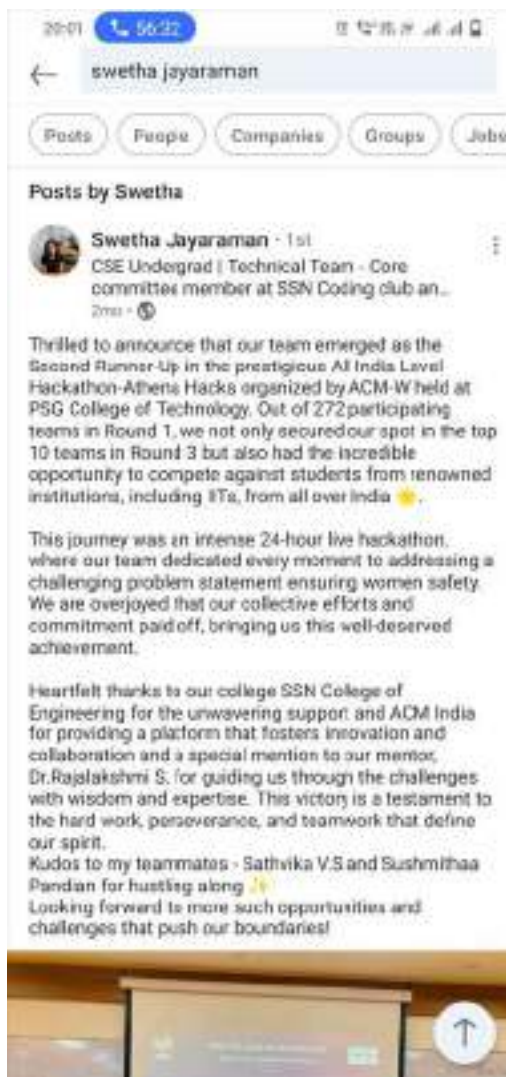 20:01 56:32
swetha jayaraman
Posts People Companies Groups Jobs
Posts by Swetha
Swetha Jayaraman · 1st
CSE Undergrad | Technical Team - Core
committee member at SSN Coding club an...
2mo ·
Thrilled to announce that our team emerged as the
Second Runner-Up in the prestigious All India Level
Hackathon-Athena Hacks organized by ACM-W held at
PSG College of Technology. Out of 272 participating
teams in Round 1, we not only secured our spot in the top
10 teams in Round 3 but also had the incredible
opportunity to compete against students from renowned
institutions, including IITs, from all over India 🌟.
This journey was an intense 24-hour live hackathon,
where our team dedicated every moment to addressing a
challenging problem statement ensuring women safety.
We are overjoyed that our collective efforts and
commitment paid off, bringing us this well-deserved
achievement.
Heartfelt thanks to our college SSN College of
Engineering for the unwavering support and ACM India
for providing a platform that fosters innovation and
collaboration and a special mention to our mentor,
Dr.Rajalakshmi S. for guiding us through the challenges
with wisdom and expertise. This victory is a testament to
the hard work, perseverance, and teamwork that define
our spirit.
Kudos to my teammates - Sathvika V.S and Sushmithaa
Pandian for hustling along ✨
Looking forward to more such opportunities and
challenges that push our boundaries!